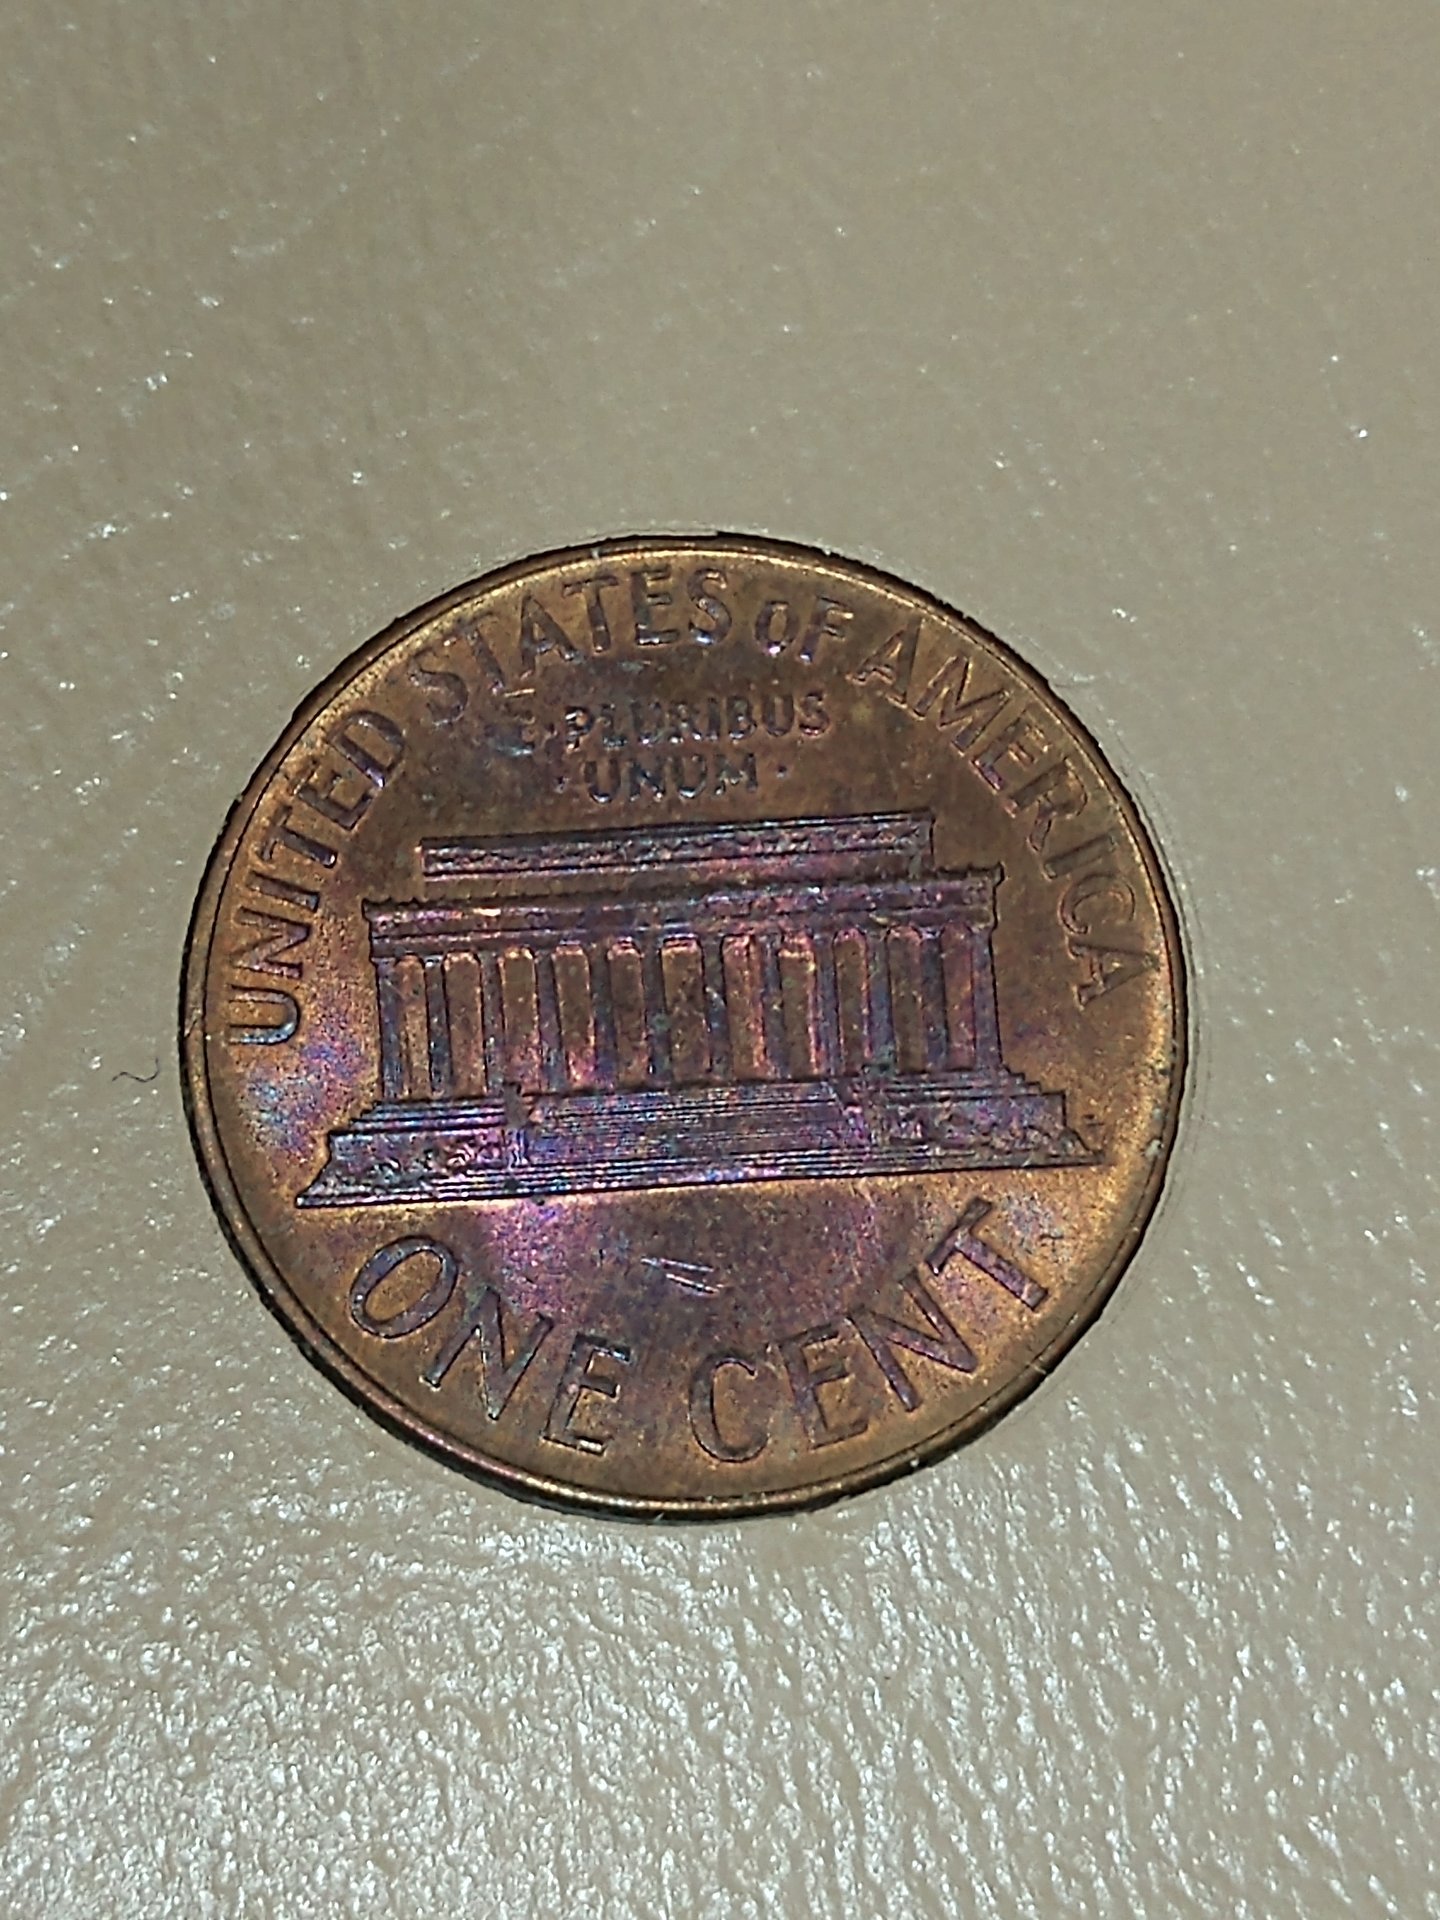 UNITED STATES OF AMERICA
E·PLURIBUS
·UNUM·
ONE CENT